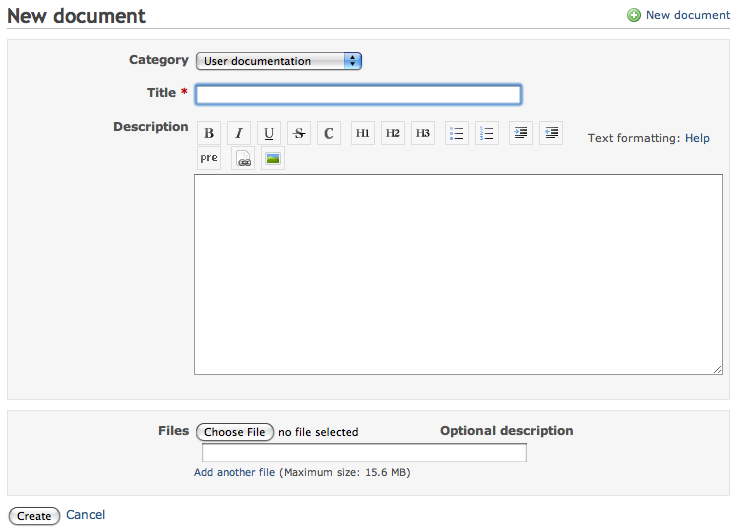 New document
New document
Category User documentation
Title *
Description B I U S C H1 H2 H3
Text formatting: Help
pre
Files Choose File no file selected Optional description
Add another file (Maximum size: 15.6 MB)
Create Cancel